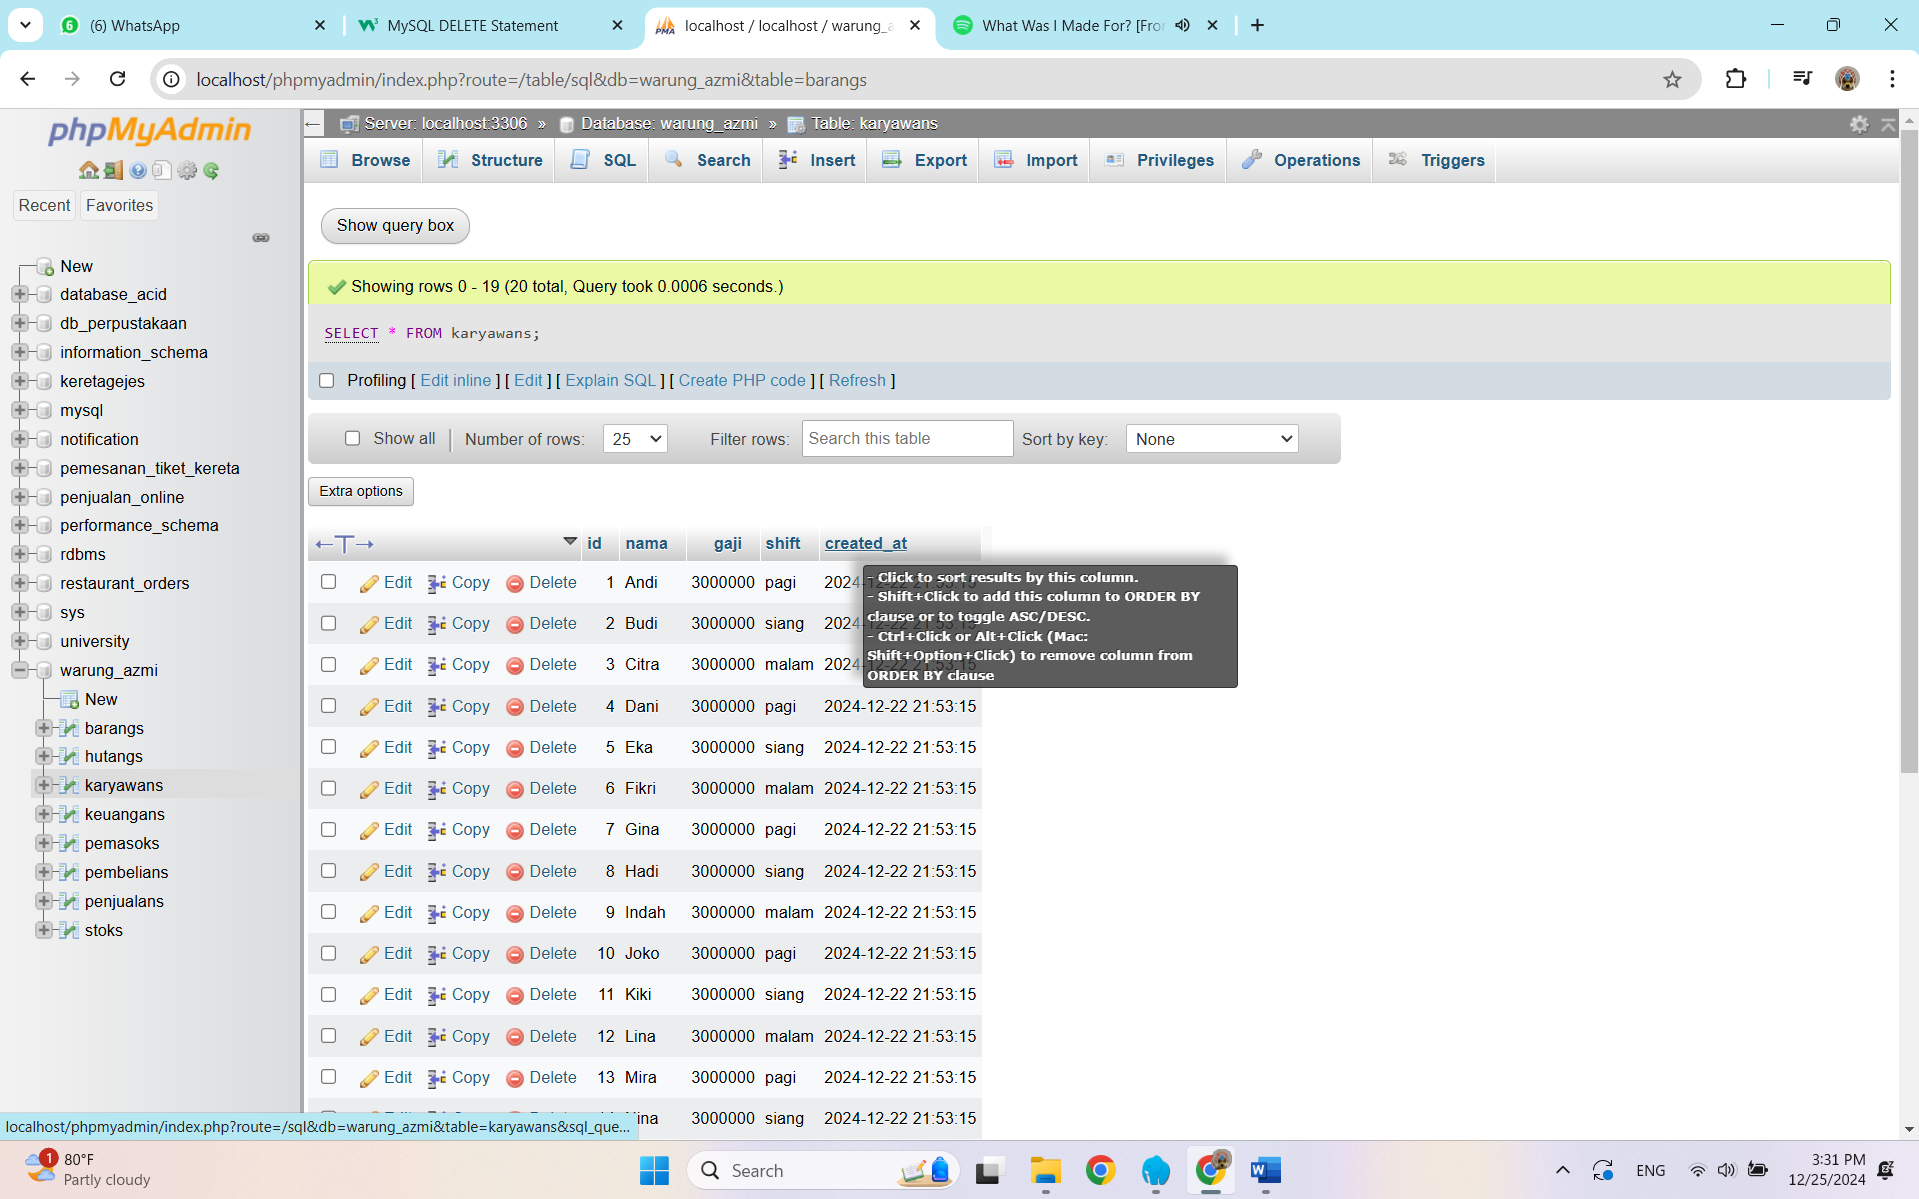 (6) WhatsApp
MySQL DELETE Statement
localhost / localhost / warung_a
What Was I Made For? [Fro
localhost/phpmyadmin/index.php?route=/table/sql&db=warung_azmi&table=barangs
phpMyAdmin
Recent
Favorites
New
database_acid
db_perpustakaan
information_schema
keretagejes
mysql
notification
pemesanan_tiket_kereta
penjualan_online
performance_schema
rdbms
restaurant_orders
sys
university
warung_azmi
New
barangs
hutangs
karyawans
keuangans
pemasoks
pembelians
penjualans
stoks
Server: localhost:3306 » Database: warung_azmi » Table: karyawans
Browse Structure SQL Search Insert Export Import Privileges Operations Triggers
Show query box
Showing rows 0 - 19 (20 total, Query took 0.0006 seconds.)
SELECT * FROM karyawans;
Profiling [ Edit inline ] [ Edit ] [ Explain SQL ] [ Create PHP code ] [ Refresh ]
Show all Number of rows: 25 Filter rows: Search this table Sort by key: None
Extra options
id nama gaji shift created_at
Edit Copy Delete 1 Andi 3000000 pagi 2024-12-22 21:53:15
Edit Copy Delete 2 Budi 3000000 siang 2024
Edit Copy Delete 3 Citra 3000000 malam 2024-12-22 21:53:15
- Click to sort results by this column.
- Shift+Click to add this column to ORDER BY
clause or to toggle ASC/DESC.
- Ctrl+Click or Alt+Click (Mac:
Shift+Option+Click) to remove column from
ORDER BY clause
Edit Copy Delete 4 Dani 3000000 pagi 2024-12-22 21:53:15
Edit Copy Delete 5 Eka 3000000 siang 2024-12-22 21:53:15
Edit Copy Delete 6 Fikri 3000000 malam 2024-12-22 21:53:15
Edit Copy Delete 7 Gina 3000000 pagi 2024-12-22 21:53:15
Edit Copy Delete 8 Hadi 3000000 siang 2024-12-22 21:53:15
Edit Copy Delete 9 Indah 3000000 malam 2024-12-22 21:53:15
Edit Copy Delete 10 Joko 3000000 pagi 2024-12-22 21:53:15
Edit Copy Delete 11 Kiki 3000000 siang 2024-12-22 21:53:15
Edit Copy Delete 12 Lina 3000000 malam 2024-12-22 21:53:15
Edit Copy Delete 13 Mira 3000000 pagi 2024-12-22 21:53:15
ina 3000000 siang 2024-12-22 21:53:15
localhost/phpmyadmin/index.php?route=/sql&db=warung_azmi&table=karyawans&sql_que...
1
80°F
Partly cloudy
Search
ENG
3:31 PM
12/25/2024